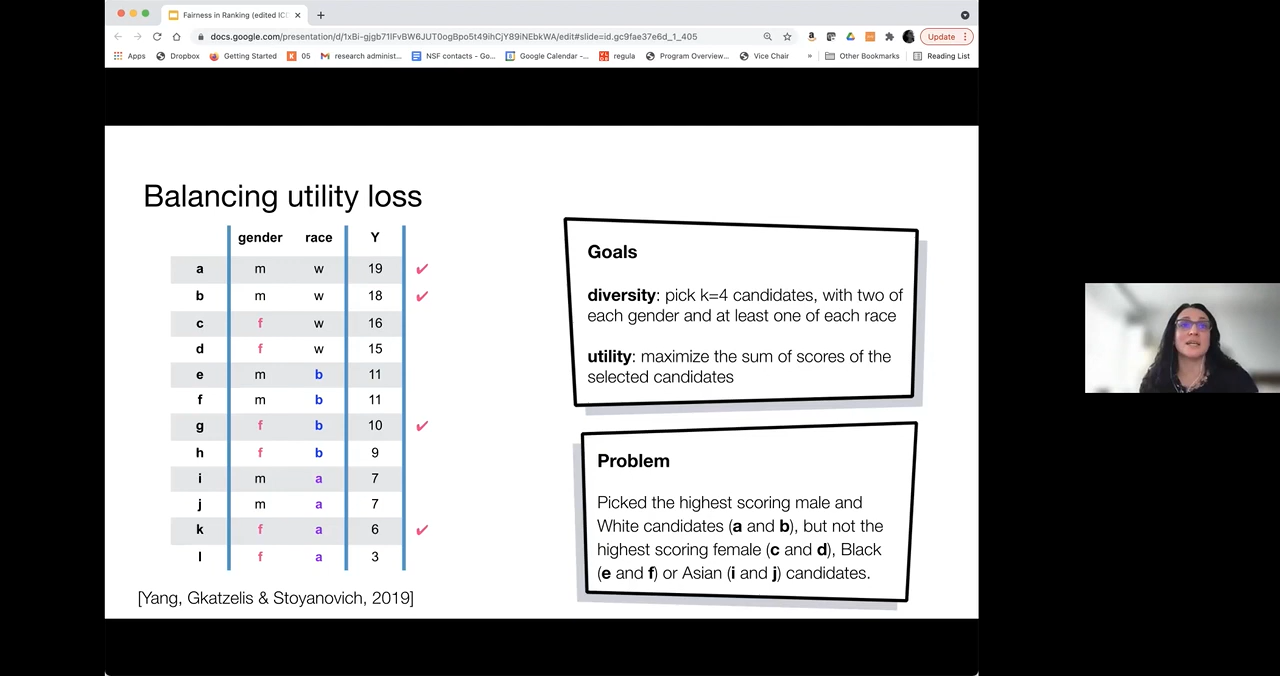 Fairness in Ranking (edited ICD
docs.google.com/presentation/d/1xBi-gjgb71lFvBW6JUT0ogBpo5t49ihCjY89iNEbkWA/edit#slide=id.gc9fae37e6d_1_405
Update
Apps Dropbox Getting Started 05 research administ... NSF contacts - Go... Google Calendar -... regula Program Overview... Vice Chair » Other Bookmarks Reading List
Balancing utility loss
gender race Y
a m w 19 ✔
b m w 18 ✔
c f w 16
d f w 15
e m b 11
f m b 11
g f b 10 ✔
h f b 9
i m a 7
j m a 7
k f a 6 ✔
l f a 3
[Yang, Gkatzelis & Stoyanovich, 2019]
Goals
diversity: pick k=4 candidates, with two of
each gender and at least one of each race
utility: maximize the sum of scores of the
selected candidates
Problem
Picked the highest scoring male and
White candidates (a and b), but not the
highest scoring female (c and d), Black
(e and f) or Asian (i and j) candidates.